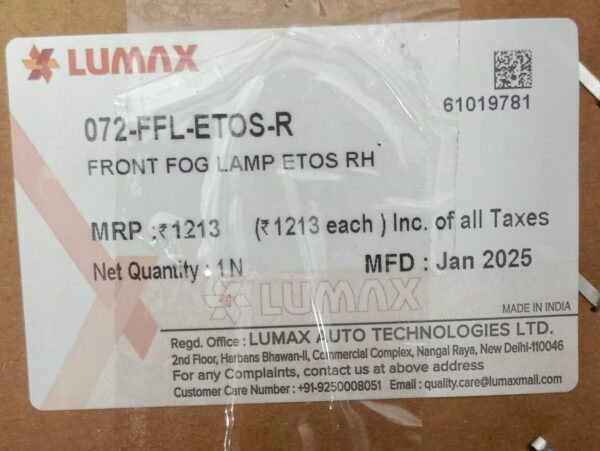 LUMAX
61019781
072-FFL-ETOS-R
FRONT FOG LAMP ETOS RH
MRP :₹1213 (₹1213 each ) Inc. of all Taxes
Net Quantity : 1 N MFD : Jan 2025
LUMAX
MADE IN INDIA
Regd. Office : LUMAX AUTO TECHNOLOGIES LTD.
2nd Floor, Harbans Bhawan-II, Commercial Complex, Nangal Raya, New Delhi-110046
For any Complaints, contact us at above address
Customer Care Number : +91-9250008051 Email : quality.care@lumaxmail.com